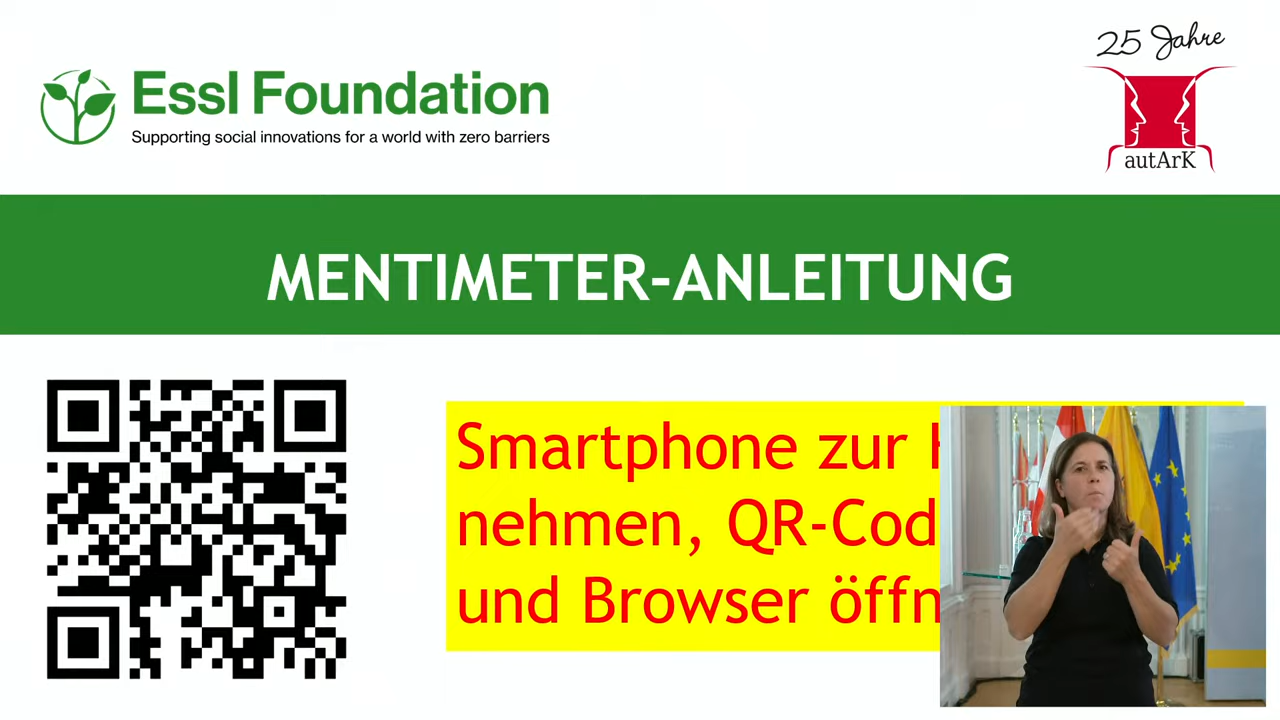 Essl Foundation
Supporting social innovations for a world with zero barriers
25 Jahre
autArK
MENTIMETER-ANLEITUNG
Smartphone zur
nehmen, QR-Cod
und Browser öffn